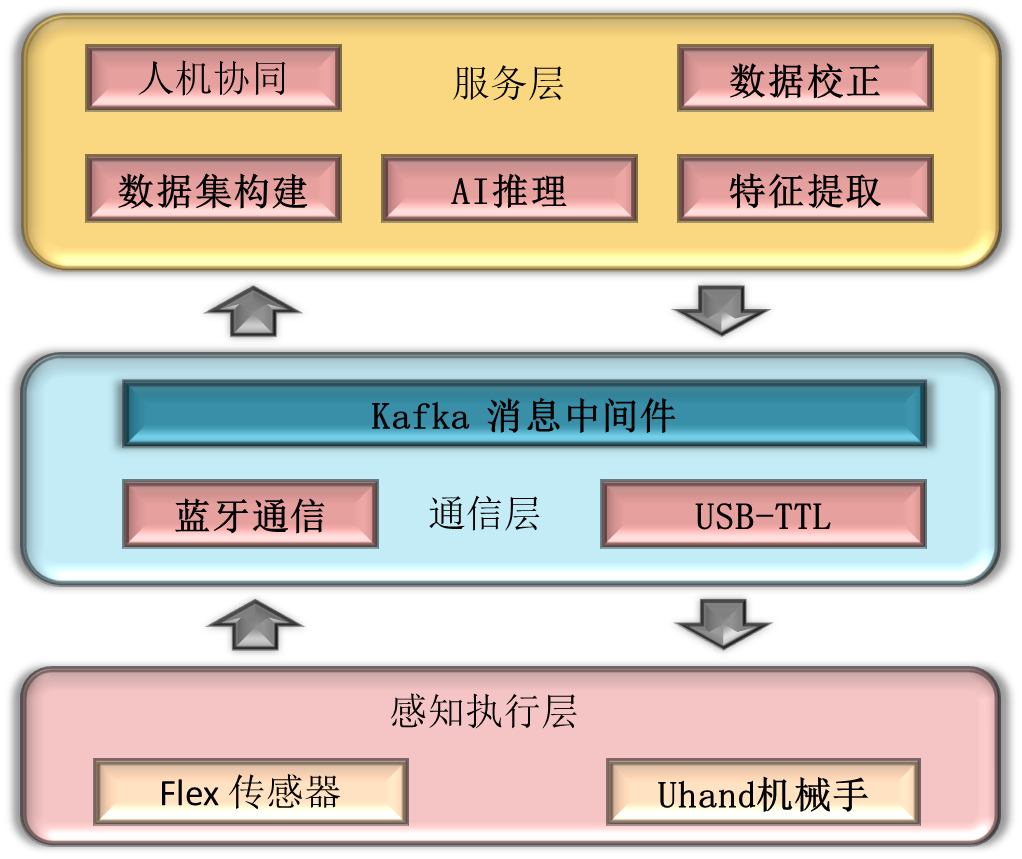 人机协同
服务层
数据校正
数据集构建
AI推理
特征提取
Kafka 消息中间件
蓝牙通信
通信层
USB-TTL
感知执行层
Flex 传感器
Uhand机械手